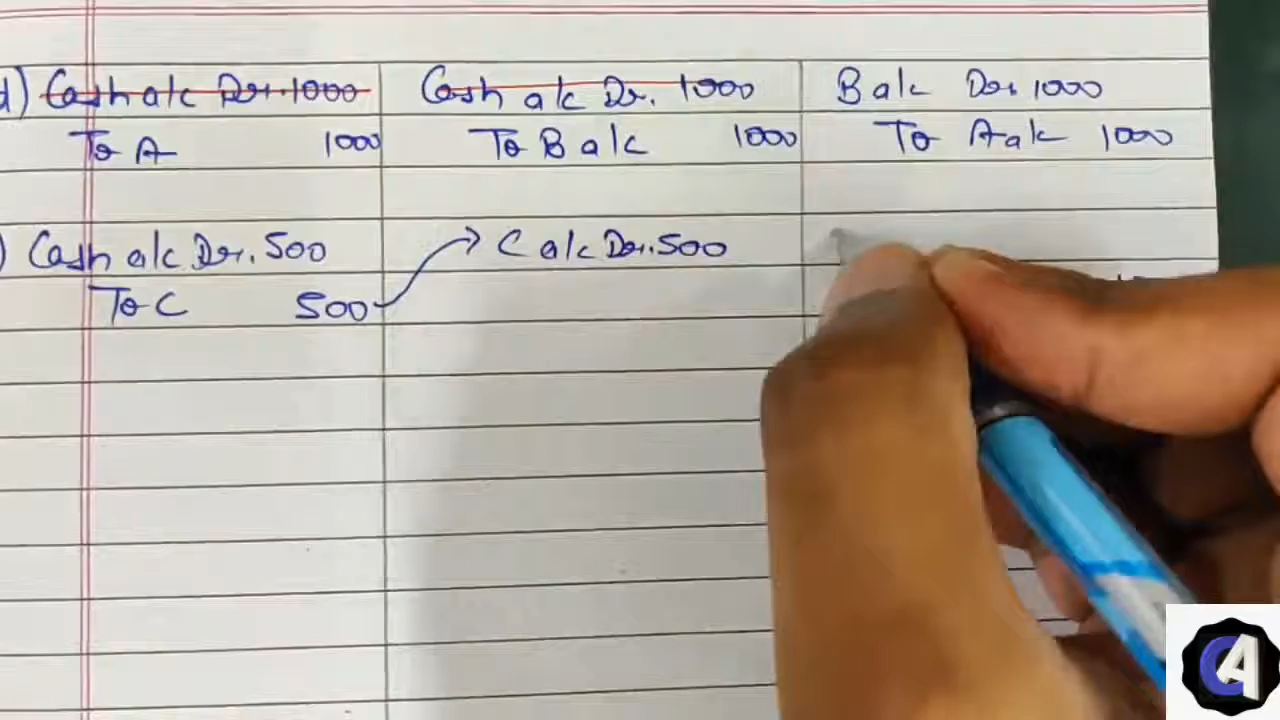 d) Cash a/c Dr. 1000
To A 1000
Cash a/c Dr. 1000
To B a/c 1000
B a/c Dr. 1000
To A a/c 1000
) Cash a/c Dr. 500
To C 500
C a/c Dr. 500
CA